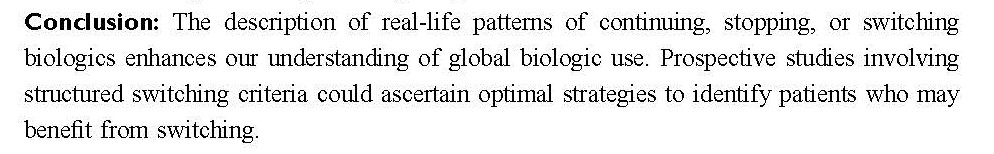 Conclusion: The description of real-life patterns of continuing, stopping, or switching
biologics enhances our understanding of global biologic use. Prospective studies involving
structured switching criteria could ascertain optimal strategies to identify patients who may
benefit from switching.